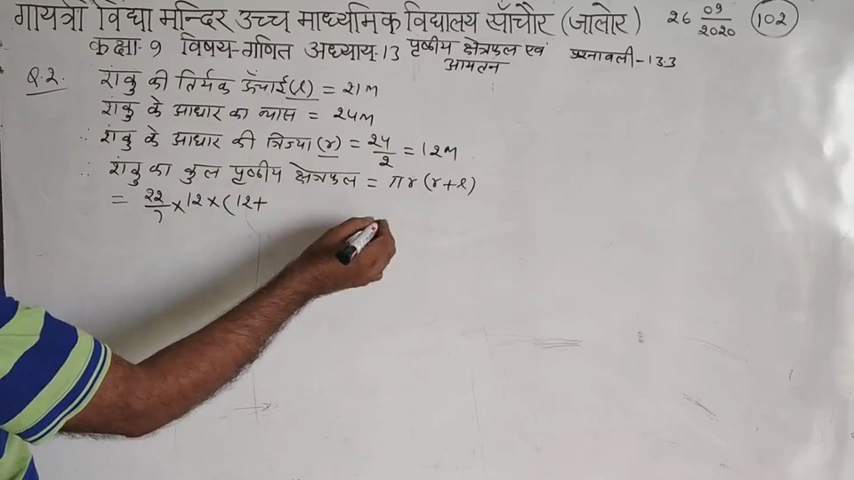 गायत्री विद्या मन्दिर उच्च माध्यमिक विद्यालय साँचौर (जालोर) 26 09/2020 (102)
कक्षा-9 विषय-गणित अध्याय-13 पृष्ठीय क्षेत्रफल एवं आयतन प्रश्नावली-13.3
Q.2. शंकु की तिर्यक ऊँचाई(l) = 21M
शंकु के आधार का व्यास = 24M
∴ शंकु के आधार की त्रिज्या (r) = 24/2 = 12M
∴ शंकु का कुल पृष्ठीय क्षेत्रफल = πr (r+l)
= 22/7 × 12 × (12+